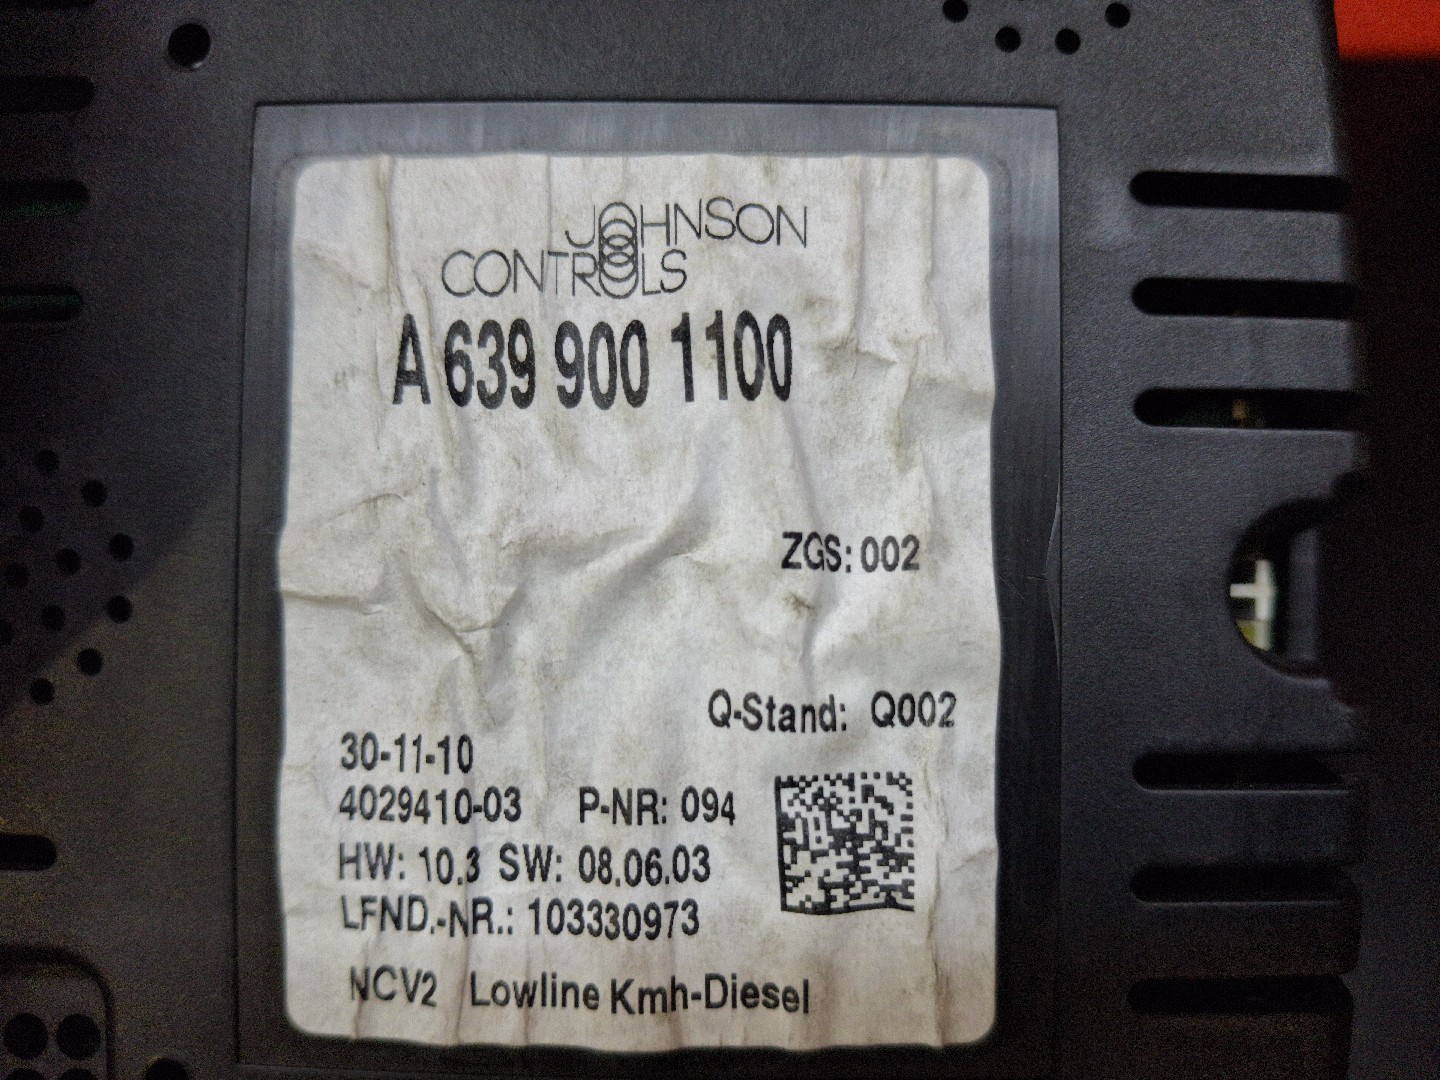 JOHNSON
CONTROLS
A 639 900 1100
ZGS: 002
Q-Stand: Q002
30-11-10
4029410-03 P-NR: 094
HW: 10.3 SW: 08.06.03
LFND.-NR.: 103330973
NCV2 Lowline Kmh-Diesel